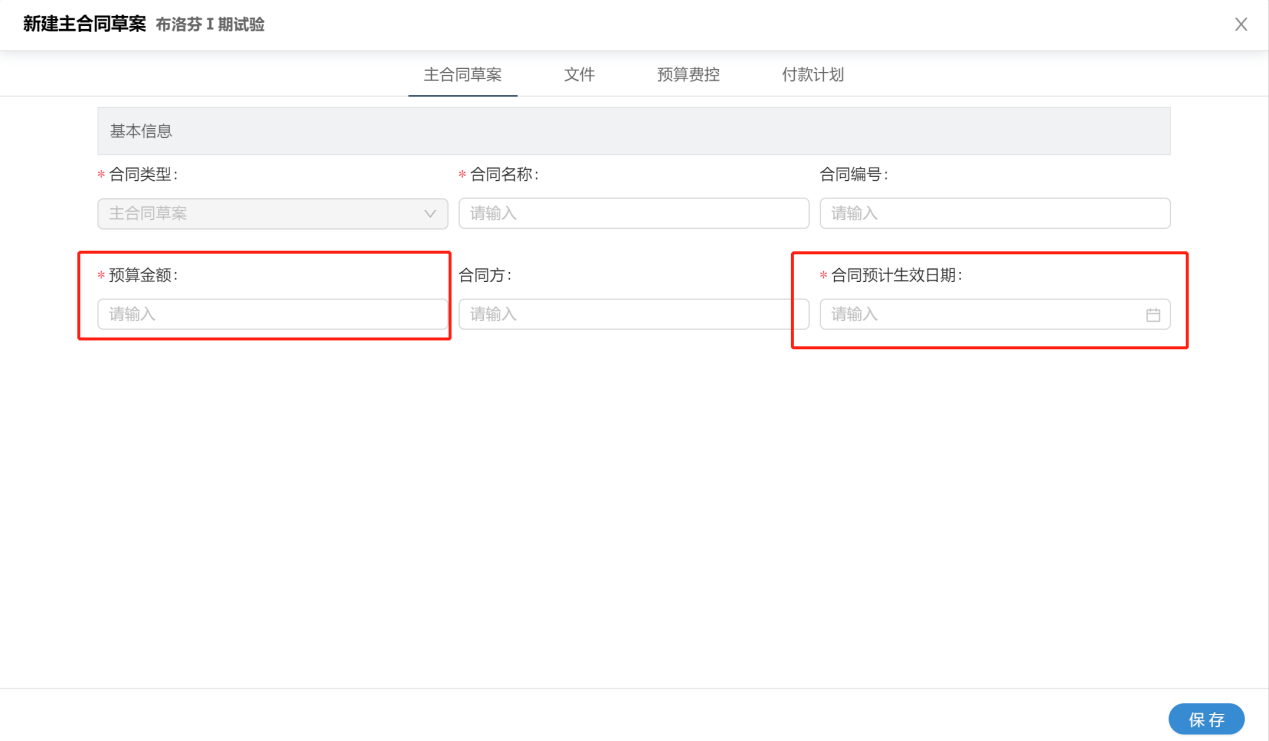 新建主合同草案 布洛芬 I 期试验
主合同草案 文件 预算费控 付款计划
基本信息
* 合同类型: * 合同名称: 合同编号:
主合同草案 请输入 请输入
* 预算金额: 合同方: * 合同预计生效日期:
请输入 请输入 请输入
保 存